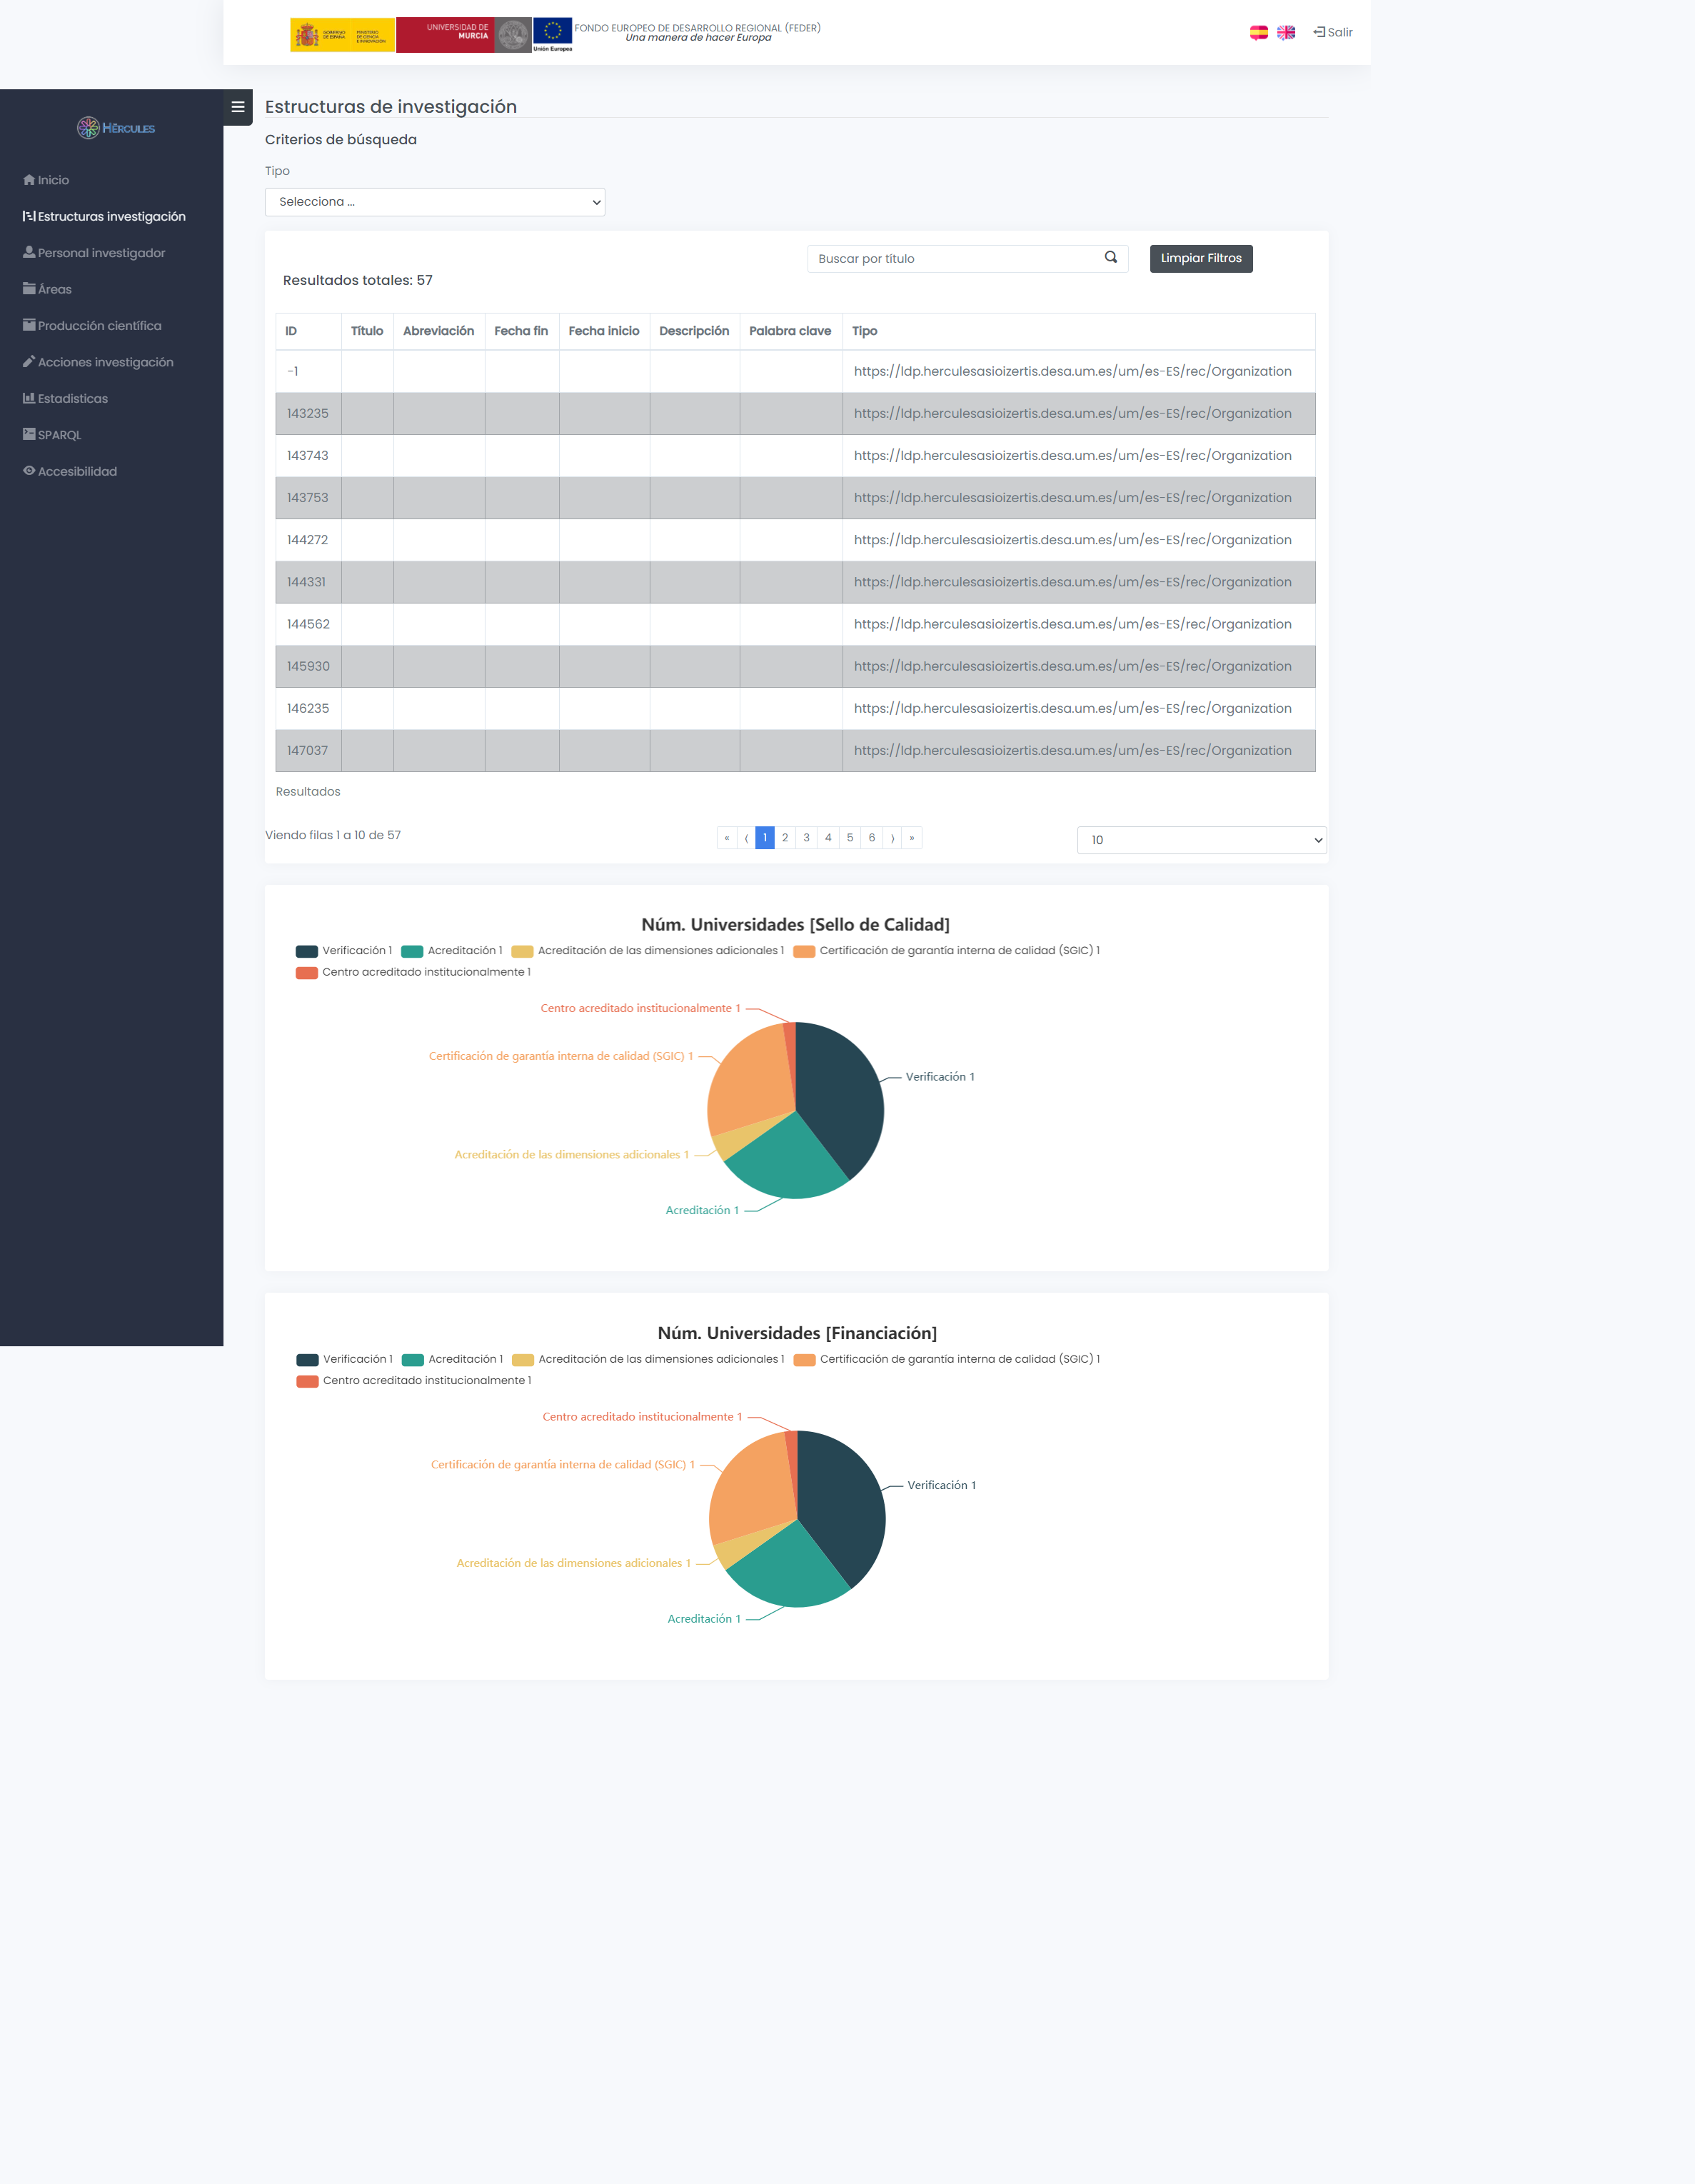 GOBIERNO DE ESPAÑA
MINISTERIO DE CIENCIA E INNOVACIÓN
UNIVERSIDAD DE
MURCIA
Unión Europea
FONDO EUROPEO DE DESARROLLO REGIONAL (FEDER)
Una manera de hacer Europa
Salir
HÉRCULES
Inicio
Estructuras investigación
Personal investigador
Áreas
Producción científica
Acciones investigación
Estadisticas
SPARQL
Accesibilidad
Estructuras de investigación
Criterios de búsqueda
Tipo
Selecciona ...
Buscar por título
Limpiar Filtros
Resultados totales: 57
ID Título Abreviación Fecha fin Fecha inicio Descripción Palabra clave Tipo
-1 https://ldp.herculesasioizertis.desa.um.es/um/es-ES/rec/Organization
143235 https://ldp.herculesasioizertis.desa.um.es/um/es-ES/rec/Organization
143743 https://ldp.herculesasioizertis.desa.um.es/um/es-ES/rec/Organization
143753 https://ldp.herculesasioizertis.desa.um.es/um/es-ES/rec/Organization
144272 https://ldp.herculesasioizertis.desa.um.es/um/es-ES/rec/Organization
144331 https://ldp.herculesasioizertis.desa.um.es/um/es-ES/rec/Organization
144562 https://ldp.herculesasioizertis.desa.um.es/um/es-ES/rec/Organization
145930 https://ldp.herculesasioizertis.desa.um.es/um/es-ES/rec/Organization
146235 https://ldp.herculesasioizertis.desa.um.es/um/es-ES/rec/Organization
147037 https://ldp.herculesasioizertis.desa.um.es/um/es-ES/rec/Organization
Resultados
Viendo filas 1 a 10 de 57
« ⟨ 1 2 3 4 5 6 ⟩ »
10
Núm. Universidades [Sello de Calidad]
Verificación 1 Acreditación 1 Acreditación de las dimensiones adicionales 1 Certificación de garantía interna de calidad (SGIC) 1
Centro acreditado institucionalmente 1
Centro acreditado institucionalmente 1
Certificación de garantía interna de calidad (SGIC) 1
Verificación 1
Acreditación de las dimensiones adicionales 1
Acreditación 1
Núm. Universidades [Financiación]
Verificación 1 Acreditación 1 Acreditación de las dimensiones adicionales 1 Certificación de garantía interna de calidad (SGIC) 1
Centro acreditado institucionalmente 1
Centro acreditado institucionalmente 1
Certificación de garantía interna de calidad (SGIC) 1
Verificación 1
Acreditación de las dimensiones adicionales 1
Acreditación 1